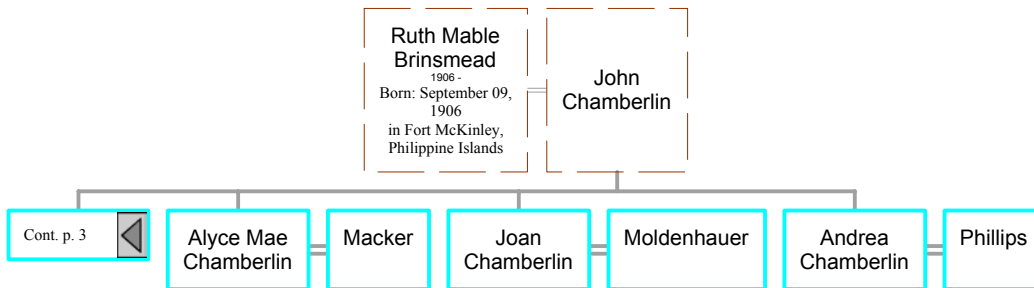 Ruth Mable
Brinsmead
1906 -
Born: September 09,
1906
in Fort McKinley,
Philippine Islands
John
Chamberlin
Cont. p. 3
Alyce Mae
Chamberlin
Macker
Joan
Chamberlin
Moldenhauer
Andrea
Chamberlin
Phillips